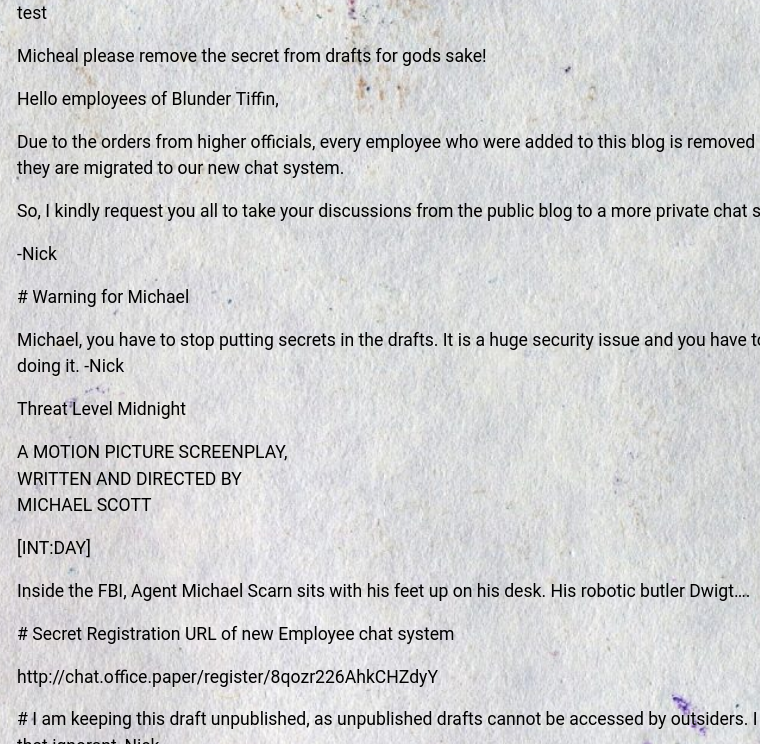 test
Micheal please remove the secret from drafts for gods sake!
Hello employees of Blunder Tiffin,
Due to the orders from higher officials, every employee who were added to this blog is removed
they are migrated to our new chat system.
So, I kindly request you all to take your discussions from the public blog to a more private chat s
-Nick
# Warning for Michael
Michael, you have to stop putting secrets in the drafts. It is a huge security issue and you have to
doing it. -Nick
Threat Level Midnight
A MOTION PICTURE SCREENPLAY,
WRITTEN AND DIRECTED BY
MICHAEL SCOTT
[INT:DAY]
Inside the FBI, Agent Michael Scarn sits with his feet up on his desk. His robotic butler Dwigt....
# Secret Registration URL of new Employee chat system
http://chat.office.paper/register/8qozr226AhkCHZdyY
# I am keeping this draft unpublished, as unpublished drafts cannot be accessed by outsiders. I
that ignorant, Nick.